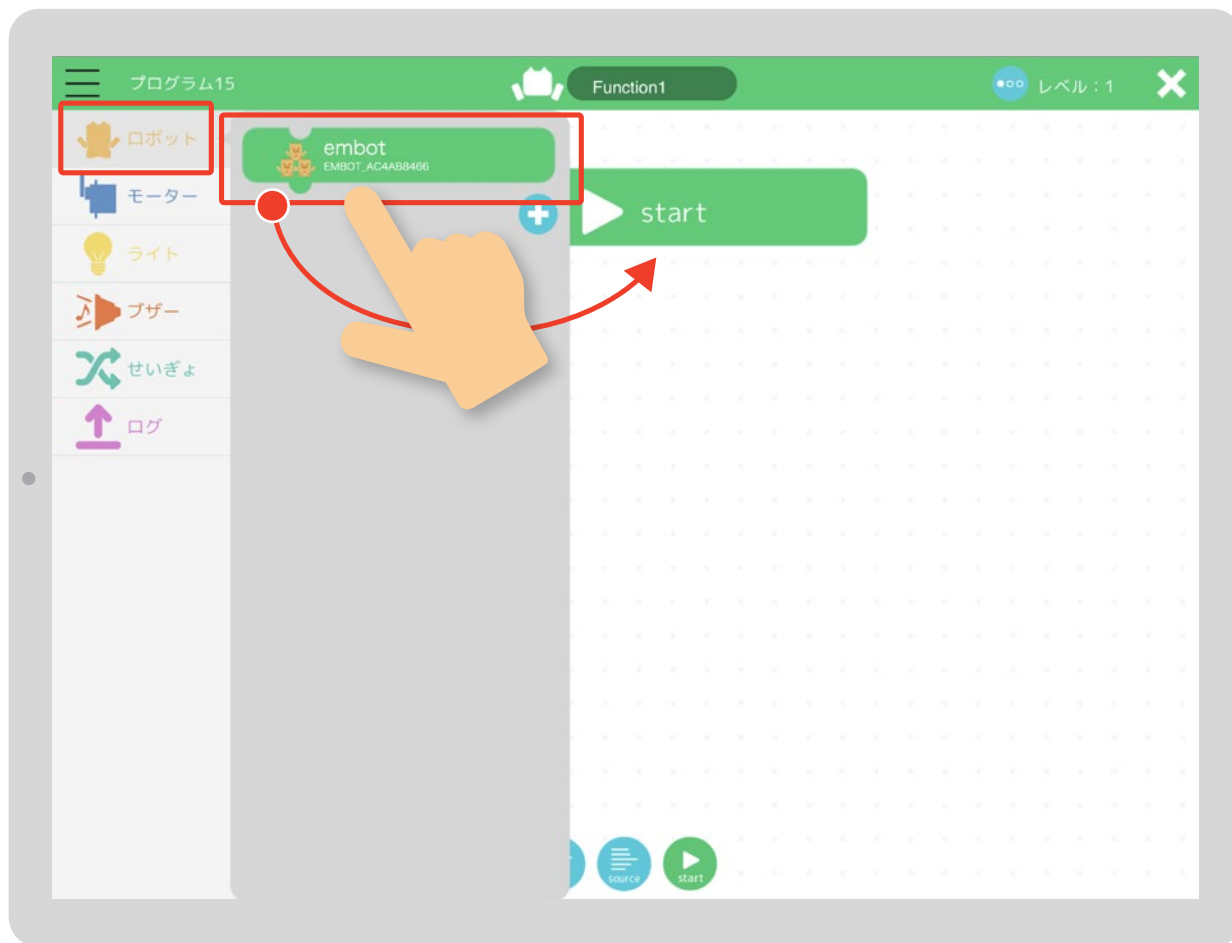 プログラム15
Function1
レベル：1
ロボット
モーター
ライト
ブザー
せいぎょ
ログ
embot
EMBOT_AC4AB8466
start
source
start